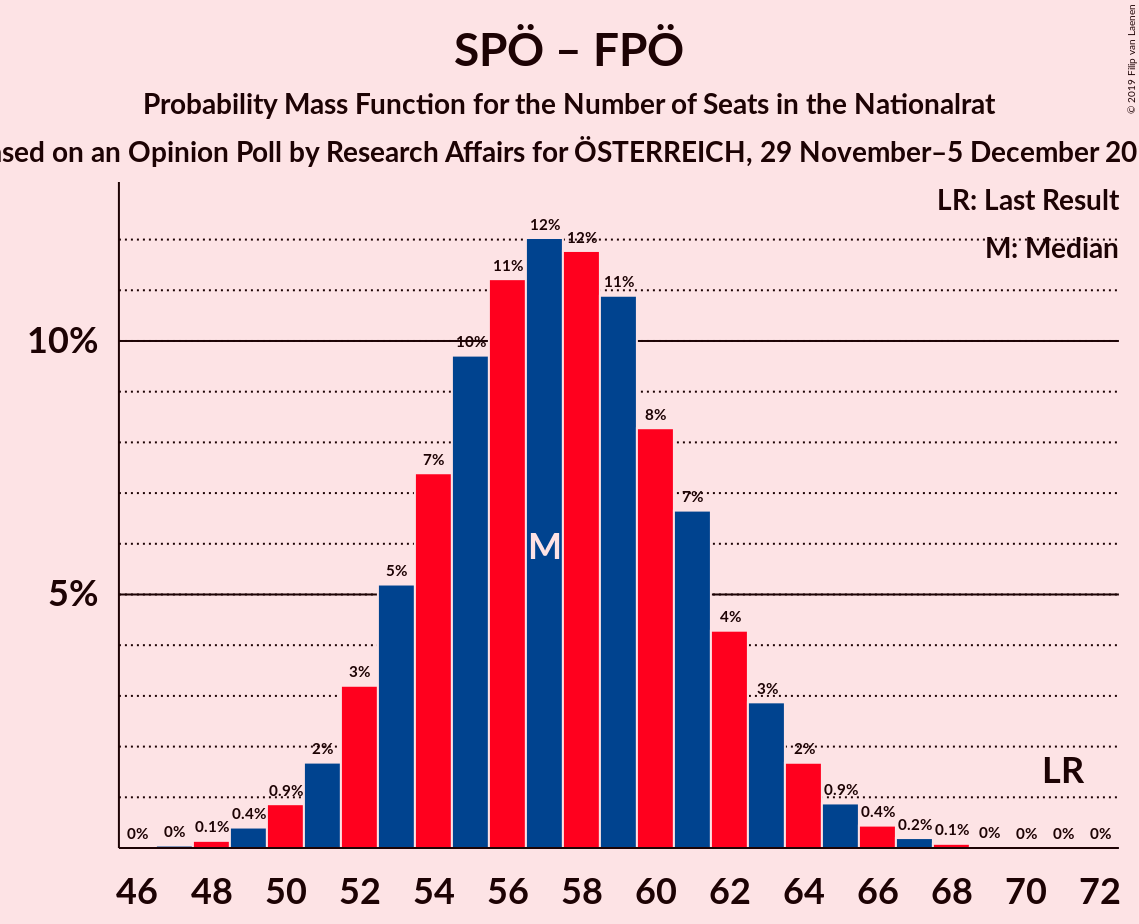 SPÖ – FPÖ
Probability Mass Function for the Number of Seats in the Nationalrat
on an Opinion Poll by Research Affairs for ÖSTERREICH, 29 November–5 December
© 2019 Filip van Laenen
LR: Last Result
M: Median
10%
5%
0% 0% 0.1% 0.4% 0.9% 2% 3% 5% 7% 10% 11% 12% 12% 11% 8% 7% 4% 3% 2% 0.9% 0.4% 0.2% 0.1% 0% 0% 0% 0%
M
LR
46 48 50 52 54 56 58 60 62 64 66 68 70 72